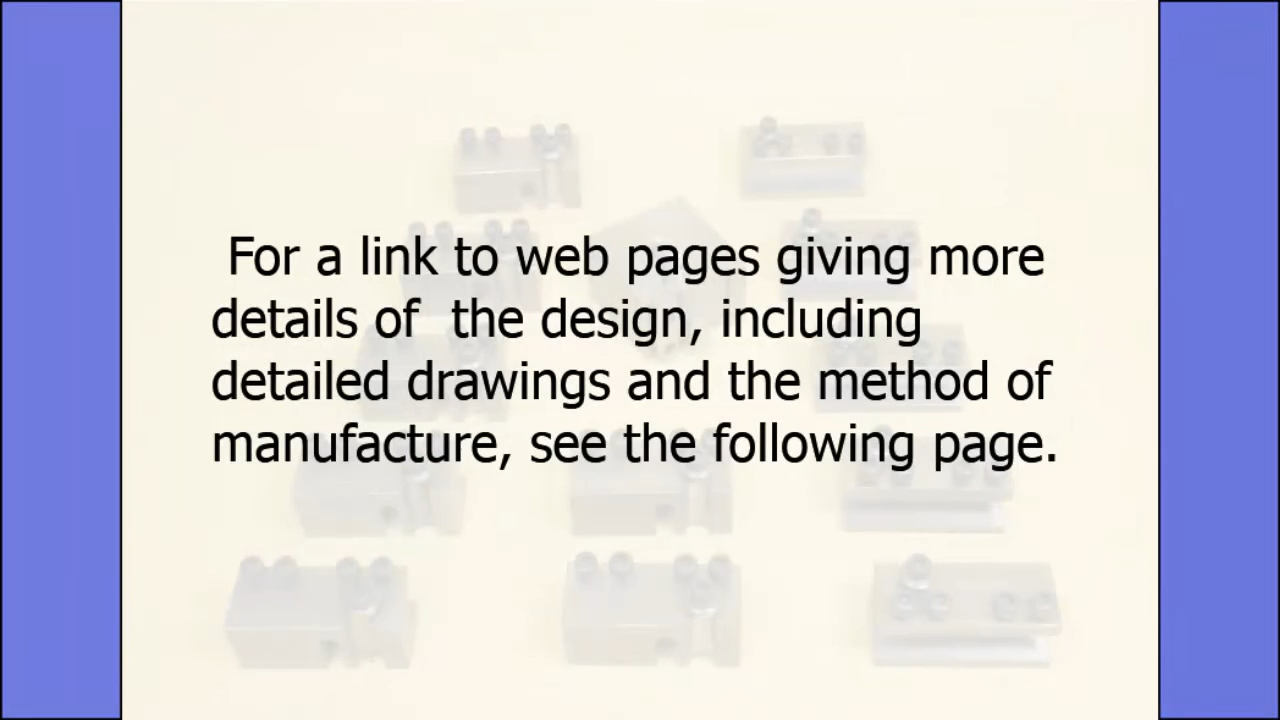 For a link to web pages giving more
details of  the design, including
detailed drawings and the method of
manufacture, see the following page.